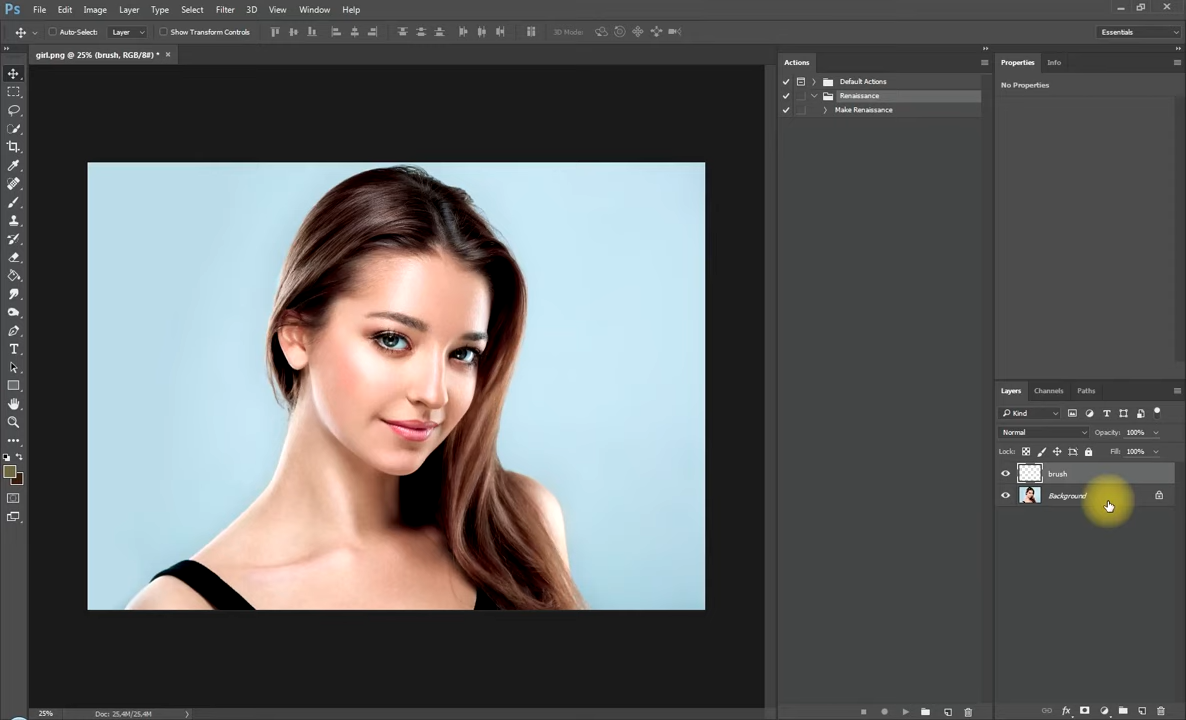 Ps File Edit Image Layer Type Select Filter 3D View Window Help
Auto-Select: Layer Show Transform Controls 3D Mode: Essentials
girl.png @ 25% (brush, RGB/8#) * ×
Actions
Default Actions
Renaissance
Make Renaissance
Properties Info
No Properties
Layers Channels Paths
Kind
Normal Opacity: 100%
Lock: Fill: 100%
brush
Background
25% Doc: 25,4M/25,4M